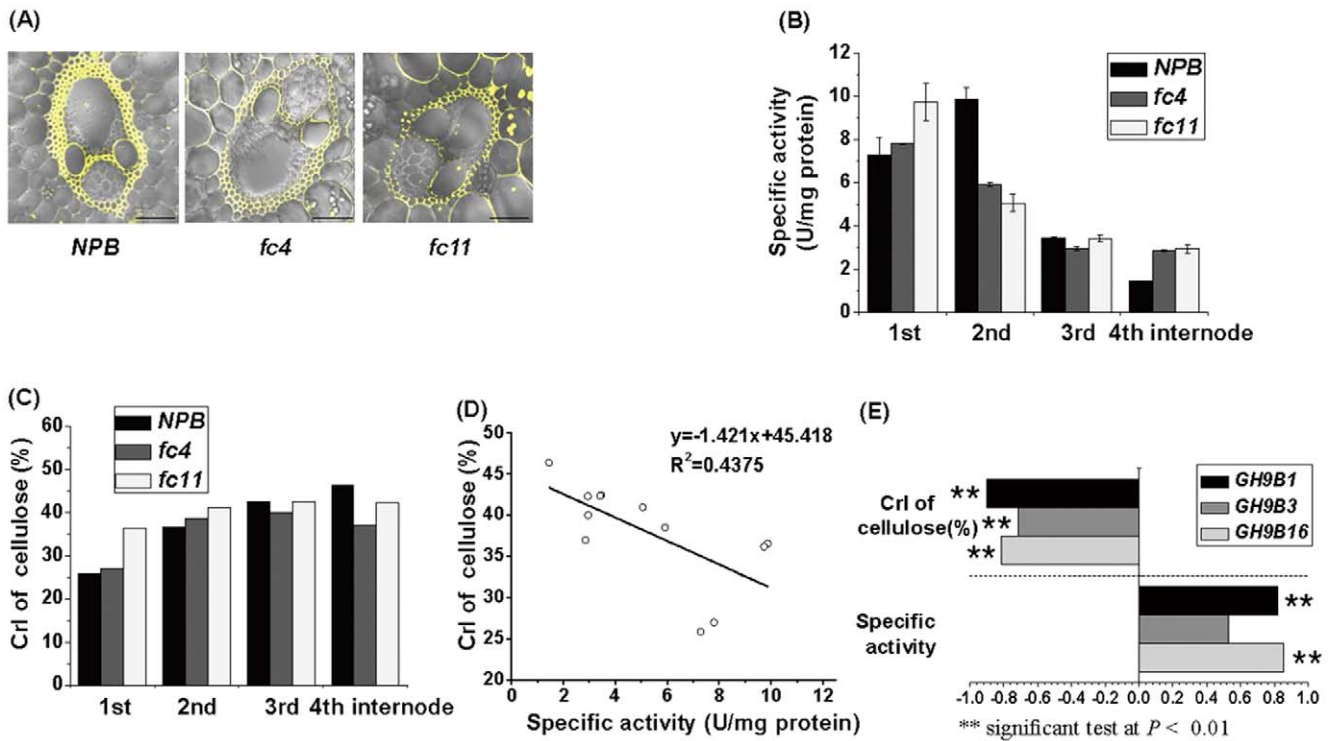 (A)
NPB
fc4
fc11
(B)
Specific activity
(U/mg protein)
12
10
8
6
4
2
0
NPB
fc4
fc11
1st
2nd
3rd
4th internode
(C)
CrI of cellulose (%)
60
50
40
30
20
10
0
NPB
fc4
fc11
1st
2nd
3rd
4th internode
(D)
CrI of cellulose (%)
50
45
40
35
30
25
20
y=-1.421x+45.418
R²=0.4375
0
2
4
6
8
10
12
Specific activity (U/mg protein)
(E)
GH9B1
GH9B3
GH9B16
CrI of
cellulose(%)
**
**
**
Specific
activity
**
**
-1.0 -0.8 -0.6 -0.4 -0.2 0.0 0.2 0.4 0.6 0.8 1.0
** significant test at P < 0.01